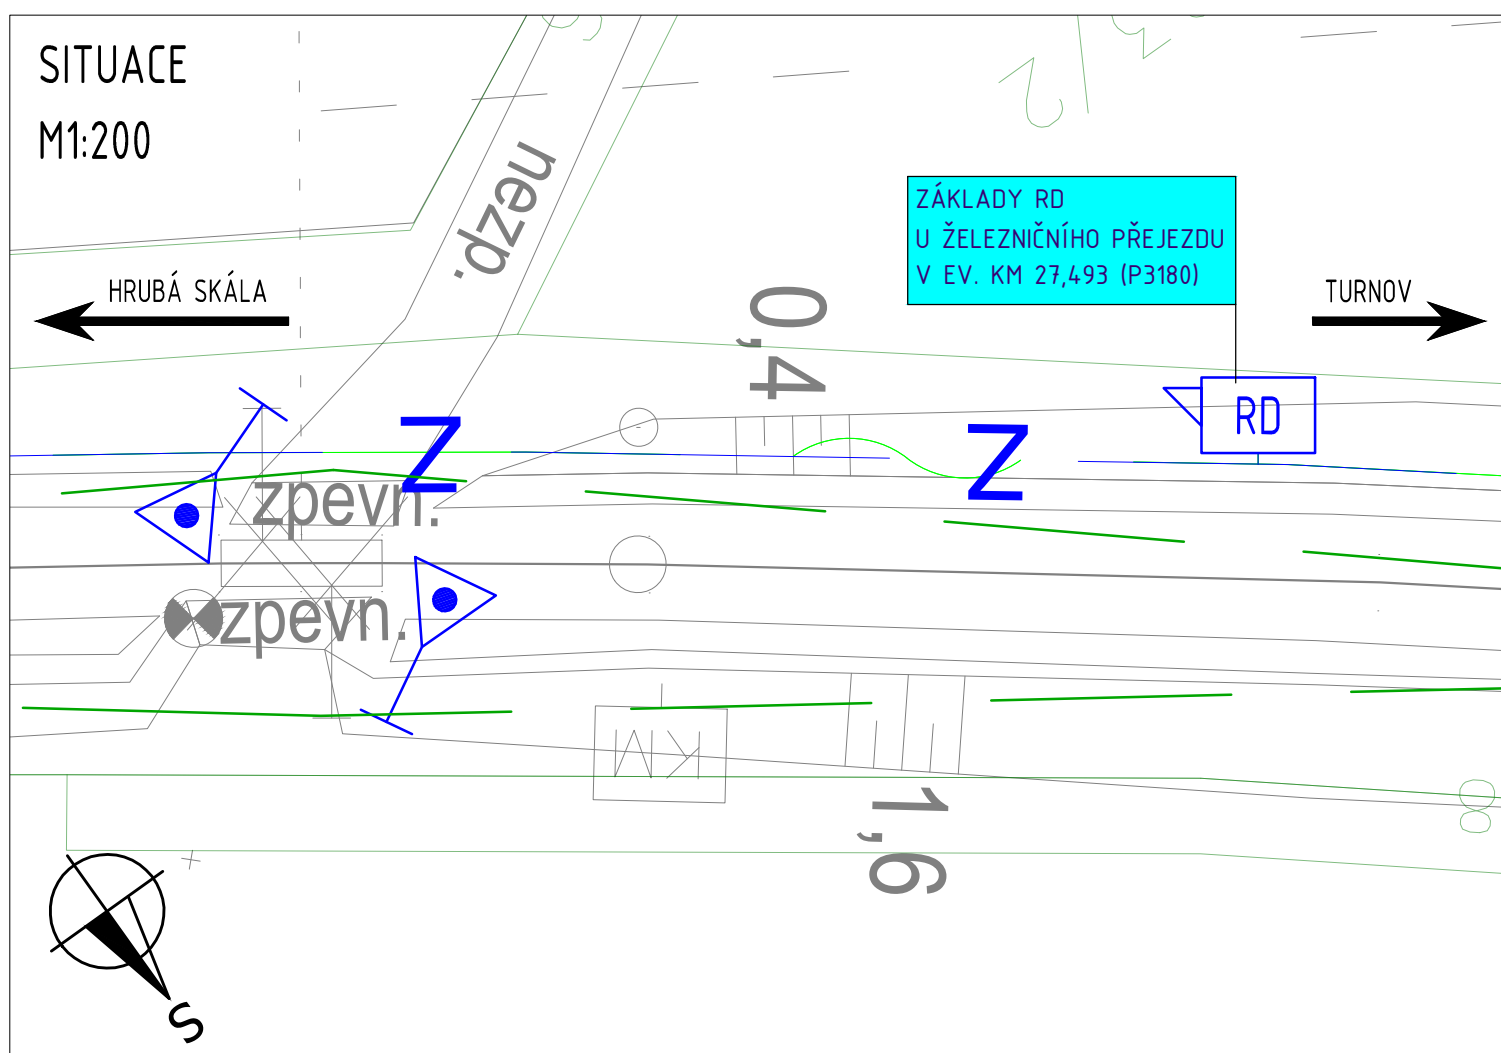 SITUACE
M1:200
nezp.
ZÁKLADY RD
U ŽELEZNIČNÍHO PŘEJEZDU
V EV. KM 27,493 (P3180)
HRUBÁ SKÁLA
TURNOV
0,4
RD
Z
Z
zpevn.
zpevn.
KM
1,6
8
S